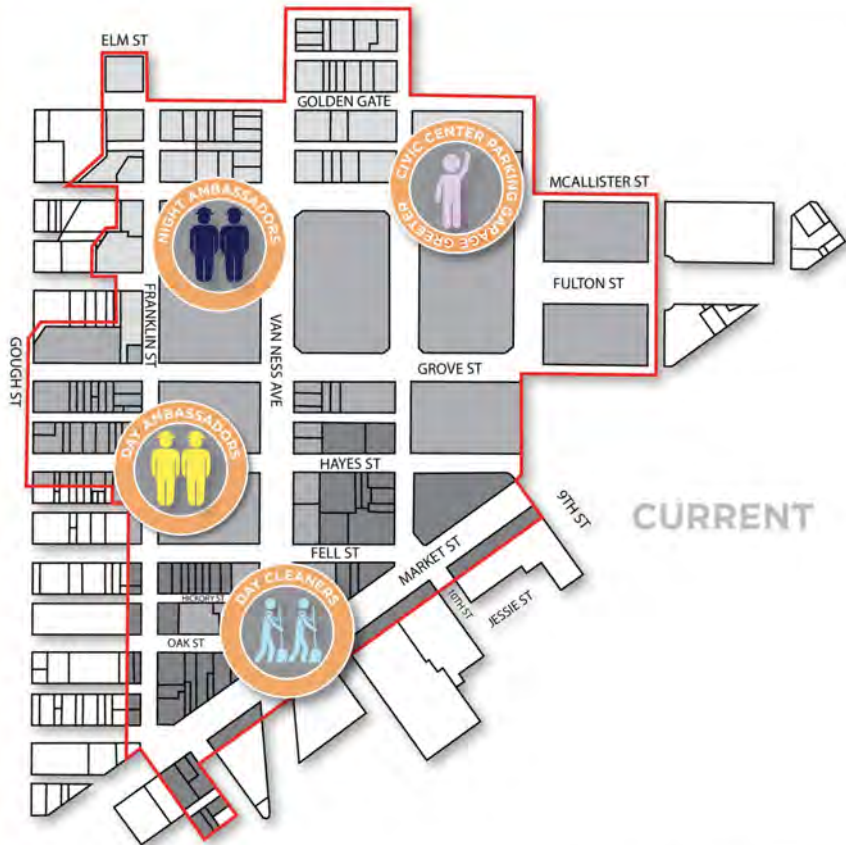 ELM ST
GOLDEN GATE
CIVIC CENTER PARKING GARAGE GREETER
MCALLISTER ST
NIGHT AMBASSADORS
FULTON ST
FRANKLIN ST
VAN NESS AVE
GOUGH ST
GROVE ST
DAY AMBASSADORS
HAYES ST
9TH ST
CURRENT
MARKET ST
FELL ST
DAY CLEANERS
HICKORY ST
10TH ST
JESSIE ST
OAK ST